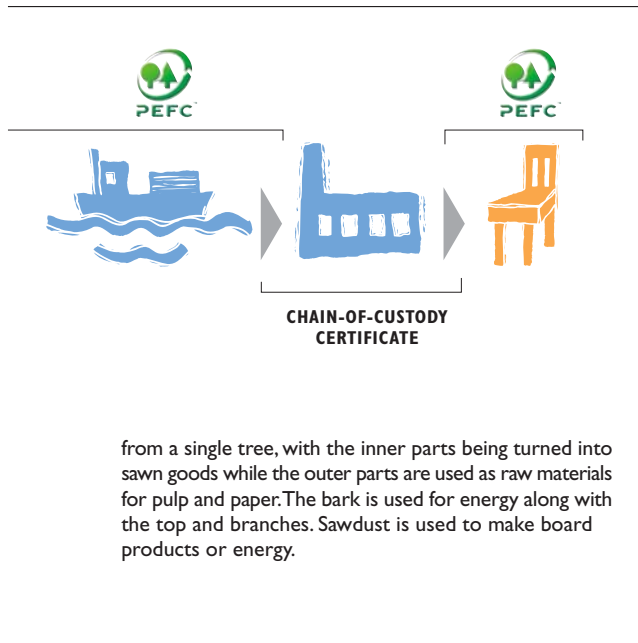 PEFC™ PEFC™
CHAIN-OF-CUSTODY
CERTIFICATE
from a single tree, with the inner parts being turned into
sawn goods while the outer parts are used as raw materials
for pulp and paper.The bark is used for energy along with
the top and branches. Sawdust is used to make board
products or energy.